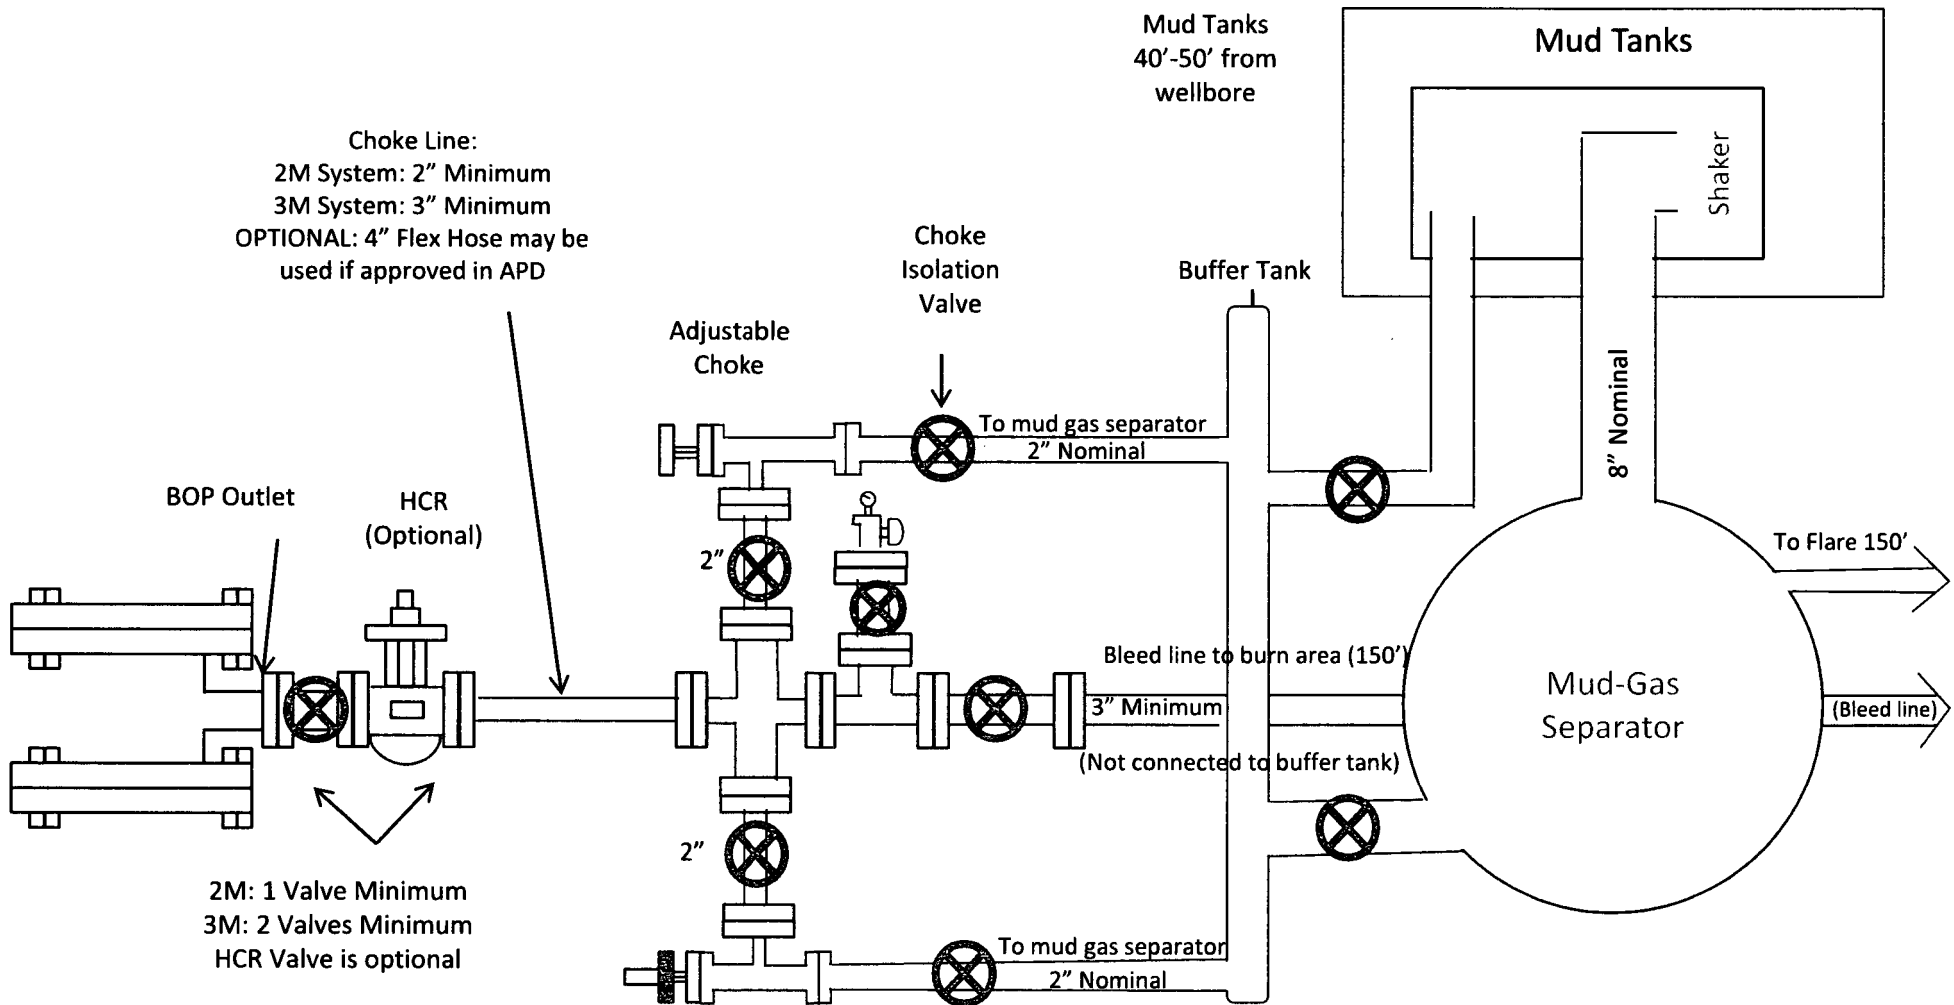 Mud Tanks
40’-50’ from
wellbore
Mud Tanks
Shaker
Choke Line:
2M System: 2” Minimum
3M System: 3” Minimum
OPTIONAL: 4” Flex Hose may be
used if approved in APD
Choke
Isolation
Valve
Buffer Tank
Adjustable
Choke
8” Nominal
To mud gas separator
2” Nominal
BOP Outlet
HCR
(Optional)
2”
To Flare 150’
Bleed line to burn area (150’)
3” Minimum
(Not connected to buffer tank)
Mud-Gas
Separator
(Bleed line)
2”
2M: 1 Valve Minimum
3M: 2 Valves Minimum
HCR Valve is optional
To mud gas separator
2” Nominal